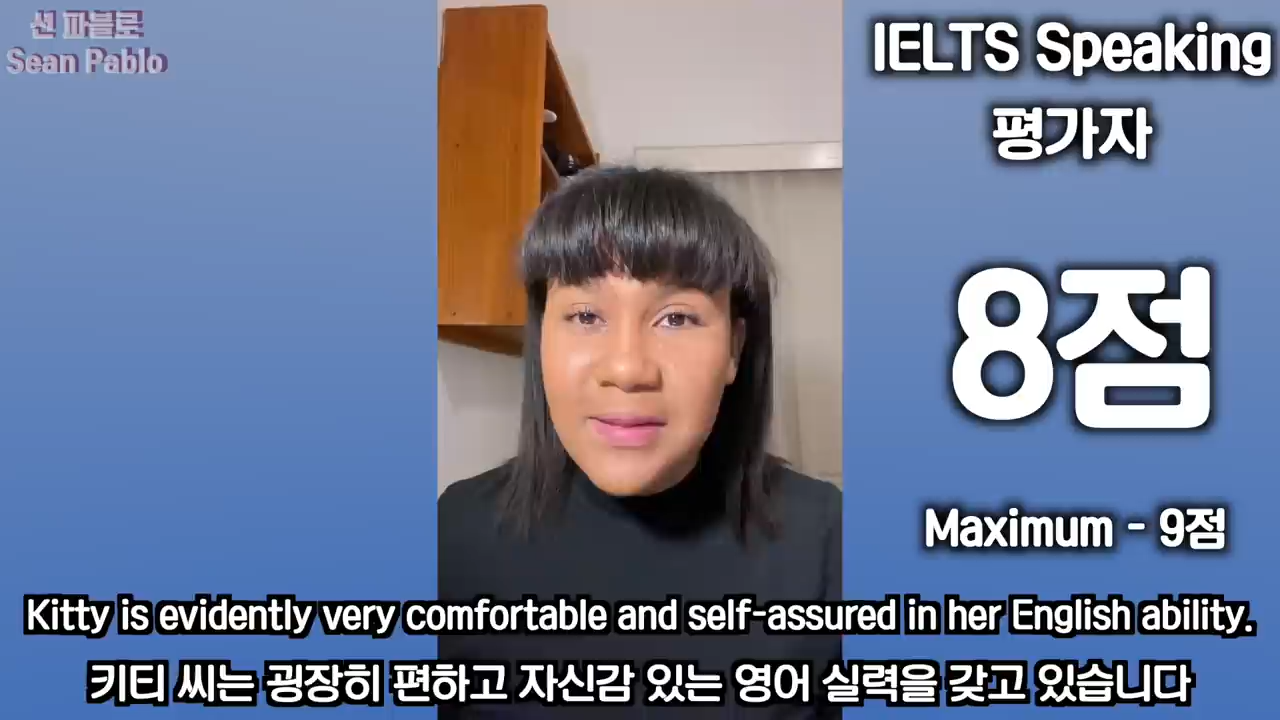 션 파블로
Sean Pablo
IELTS Speaking
평가자
8점
Maximum - 9점
Kitty is evidently very comfortable and self-assured in her English ability.
키티 씨는 굉장히 편하고 자신감 있는 영어 실력을 갖고 있습니다